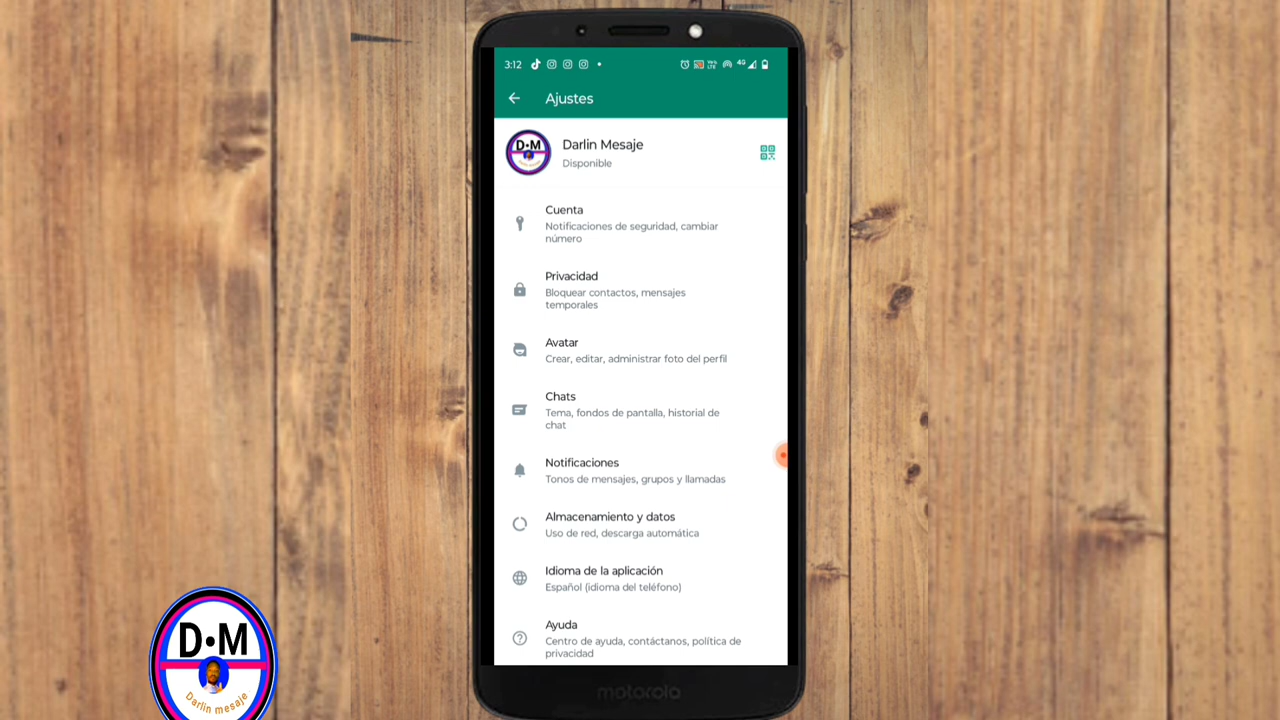 3:12
4G
Ajustes
D•M
Darlin Mesaje
Disponible
Cuenta
Notificaciones de seguridad, cambiar
número
Privacidad
Bloquear contactos, mensajes
temporales
Avatar
Crear, editar, administrar foto del perfil
Chats
Tema, fondos de pantalla, historial de
chat
Notificaciones
Tonos de mensajes, grupos y llamadas
Almacenamiento y datos
Uso de red, descarga automática
Idioma de la aplicación
Español (idioma del teléfono)
Ayuda
Centro de ayuda, contáctanos, política de
privacidad
motorola
D•M
Darlin mesaje